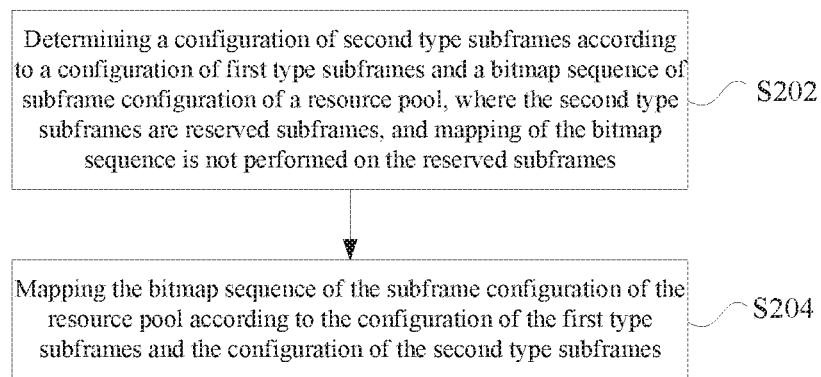 Determining a configuration of second type subframes according
to a configuration of first type subframes and a bitmap sequence of
subframe configuration of a resource pool, where the second type
subframes are reserved subframes, and mapping of the bitmap
sequence is not performed on the reserved subframes
S202
Mapping the bitmap sequence of the subframe configuration of the
resource pool according to the configuration of the first type
subframes and the configuration of the second type subframes
S204